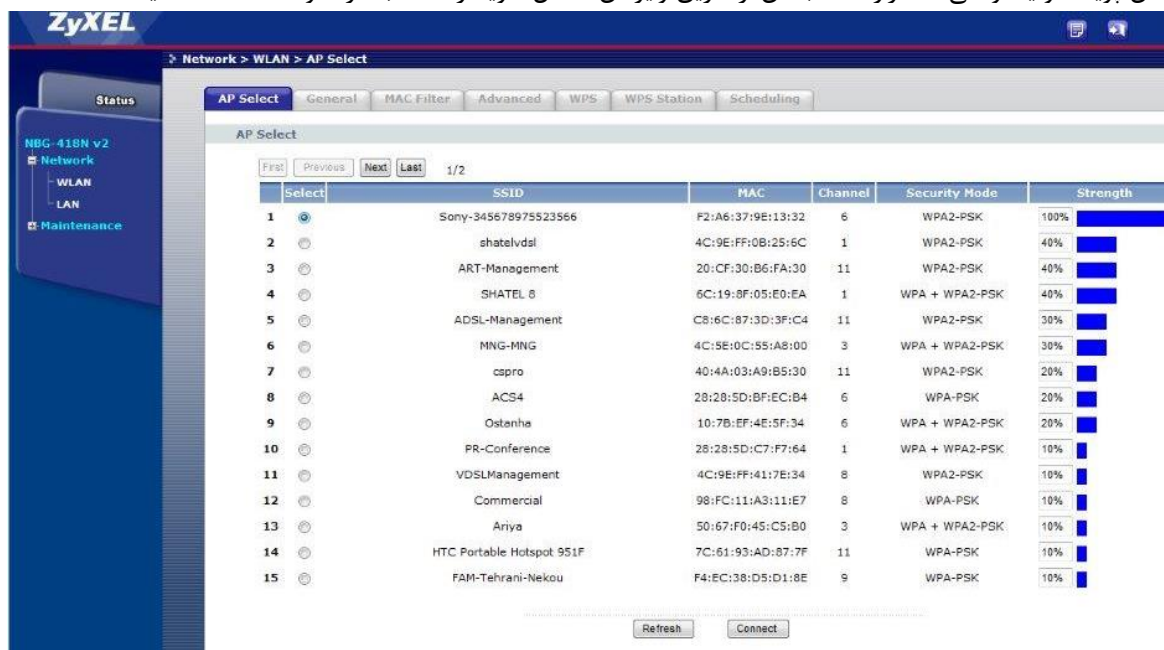 ZyXEL
> Network > WLAN > AP Select
Status
NBG-418N v2
Network
WLAN
LAN
Maintenance
AP Select General MAC Filter Advanced WPS WPS Station Scheduling
AP Select
First Previous Next Last 1/2
Select SSID MAC Channel Security Mode Strength
1 Sony-345678975523566 F2:A6:37:9E:13:32 6 WPA2-PSK 100%
2 shatelvdsl 4C:9E:FF:0B:25:6C 1 WPA2-PSK 40%
3 ART-Management 20:CF:30:B6:FA:30 11 WPA2-PSK 40%
4 SHATEL 8 6C:19:8F:05:E0:EA 1 WPA + WPA2-PSK 40%
5 ADSL-Management C8:6C:87:3D:3F:C4 11 WPA2-PSK 30%
6 MNG-MNG 4C:5E:0C:55:A8:00 3 WPA + WPA2-PSK 30%
7 cspro 40:4A:03:A9:B5:30 11 WPA2-PSK 20%
8 ACS4 28:28:5D:BF:EC:B4 6 WPA-PSK 20%
9 Ostanha 10:7B:EF:4E:5F:34 6 WPA + WPA2-PSK 20%
10 PR-Conference 28:28:5D:C7:F7:64 1 WPA + WPA2-PSK 10%
11 VDSLManagement 4C:9E:FF:41:7E:34 8 WPA2-PSK 10%
12 Commercial 98:FC:11:A3:11:E7 8 WPA-PSK 10%
13 Ariya 50:67:F0:45:C5:B0 3 WPA + WPA2-PSK 10%
14 HTC Portable Hotspot 951F 7C:61:93:AD:87:7F 11 WPA-PSK 10%
15 FAM-Tehrani-Nekou F4:EC:38:D5:D1:8E 9 WPA-PSK 10%
Refresh Connect